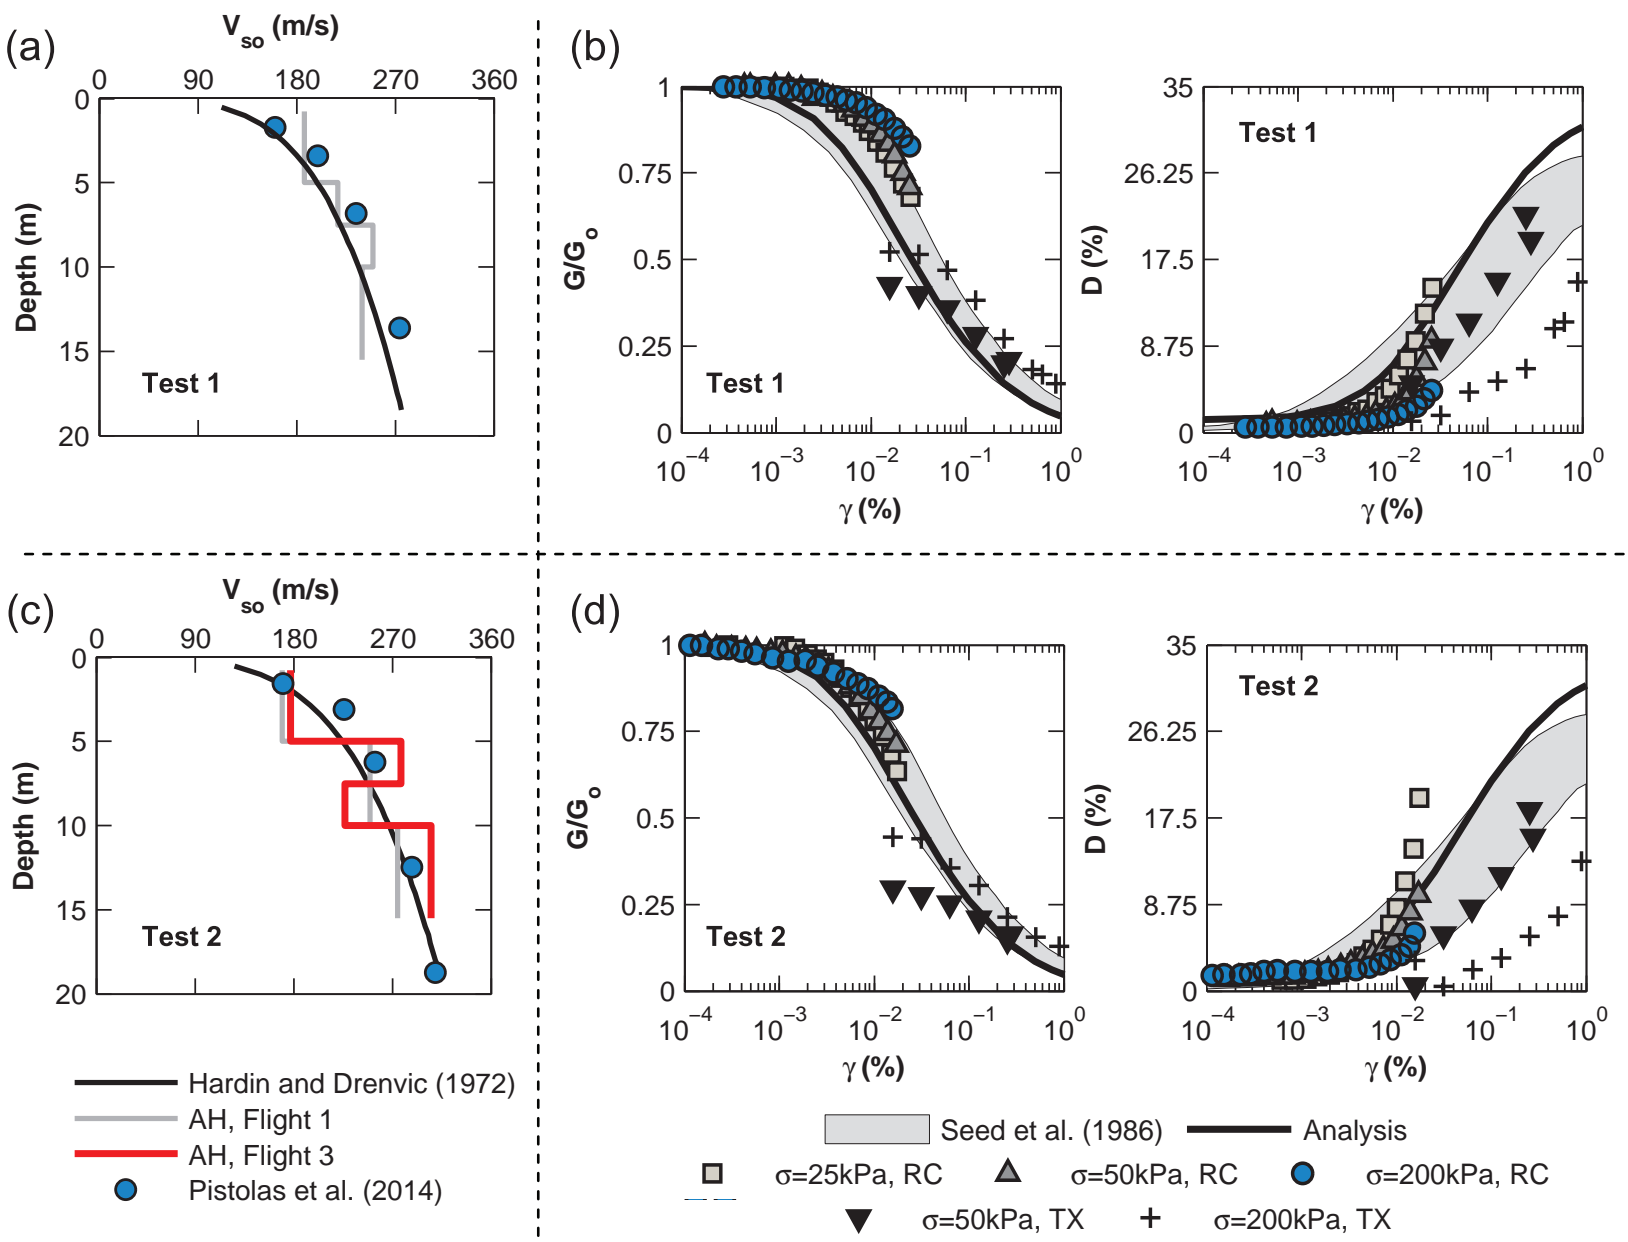 (a)
V_so (m/s)
0 90 180 270 360
0
5
10
15
20
Depth (m)
Test 1
(b)
1
0.75
0.5
0.25
0
G/G_o
Test 1
10^-4 10^-3 10^-2 10^-1 10^0
γ (%)
35
26.25
17.5
8.75
0
D (%)
Test 1
10^-4 10^-3 10^-2 10^-1 10^0
γ (%)
(c)
V_so (m/s)
0 90 180 270 360
0
5
10
15
20
Depth (m)
Test 2
(d)
1
0.75
0.5
0.25
0
G/G_o
Test 2
10^-4 10^-3 10^-2 10^-1 10^0
γ (%)
35
26.25
17.5
8.75
0
D (%)
Test 2
10^-4 10^-3 10^-2 10^-1 10^0
γ (%)
Hardin and Drenvic (1972)
AH, Flight 1
AH, Flight 3
Pistolas et al. (2014)
Seed et al. (1986) Analysis
σ=25kPa, RC σ=50kPa, RC σ=200kPa, RC
σ=50kPa, TX σ=200kPa, TX